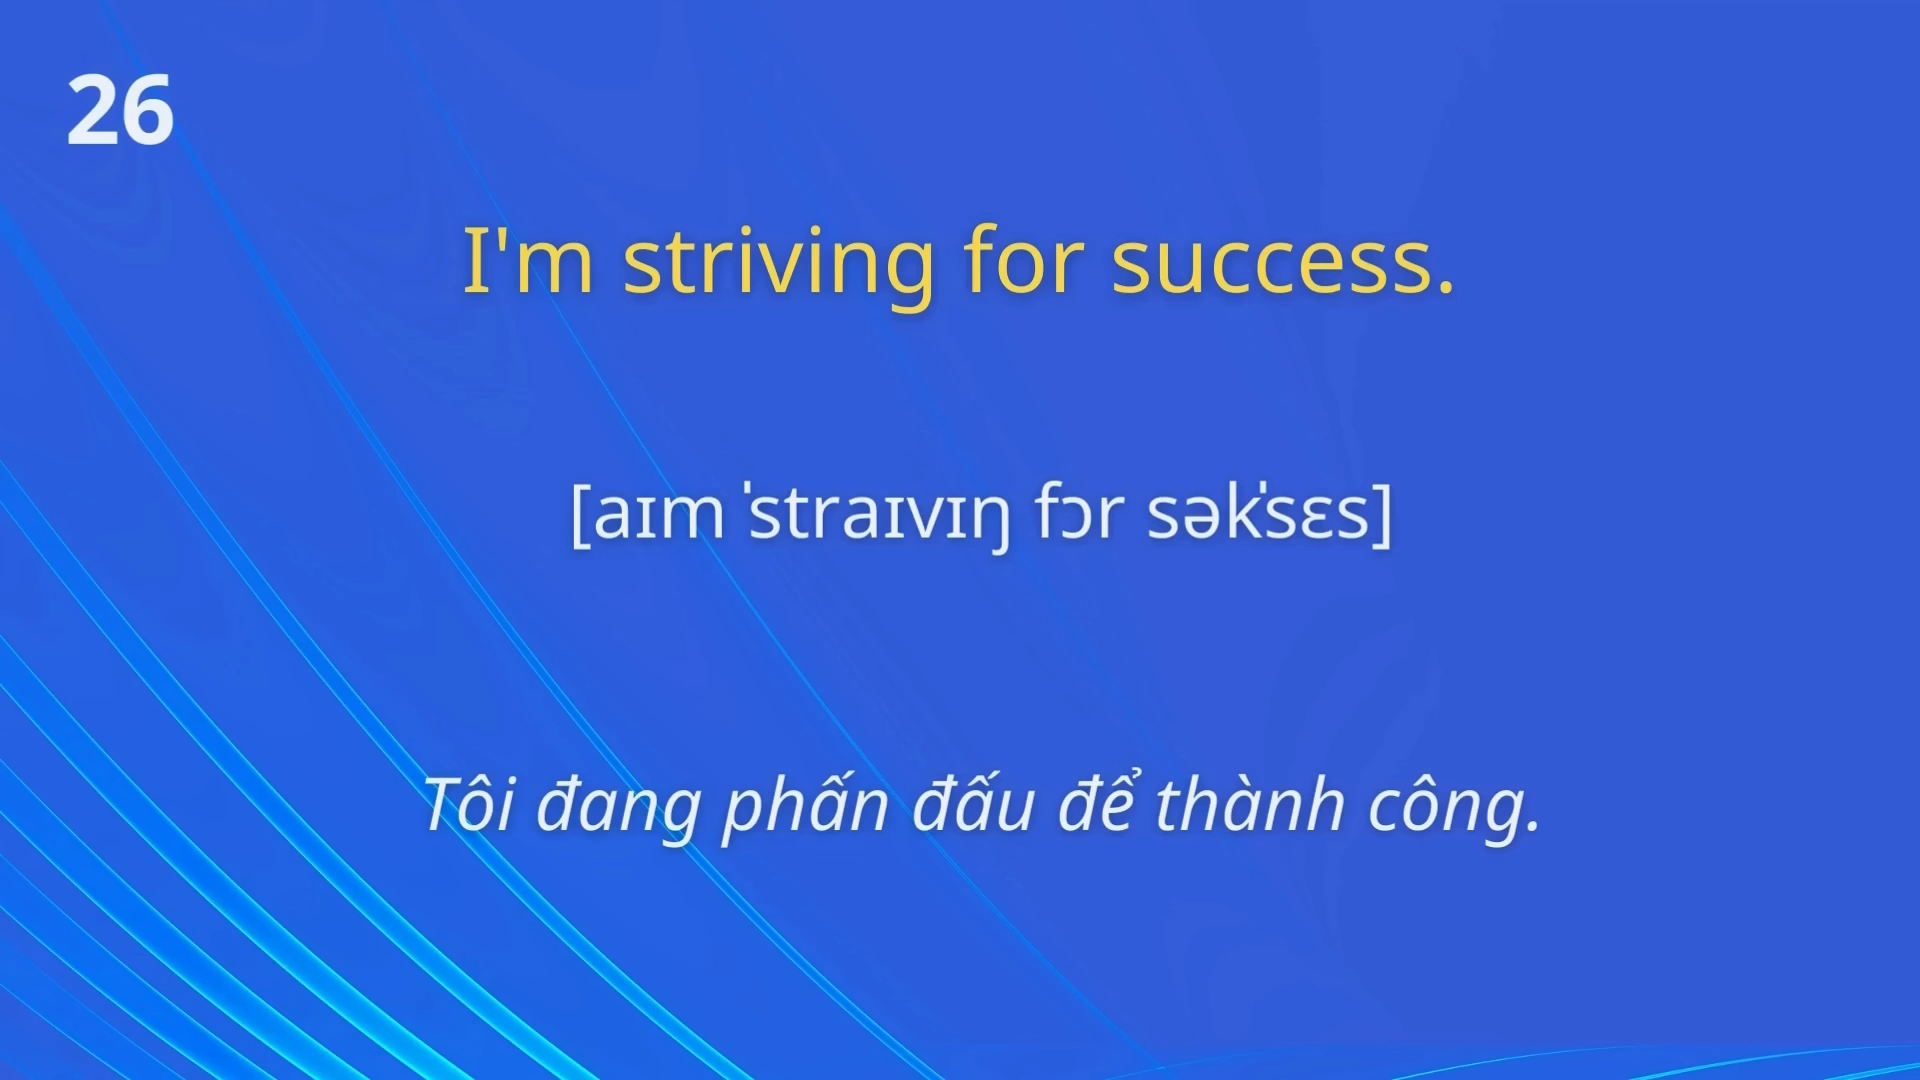 26
I'm striving for success.
[aɪm ˈstraɪvɪŋ fɔr səkˈsɛs]
Tôi đang phấn đấu để thành công.